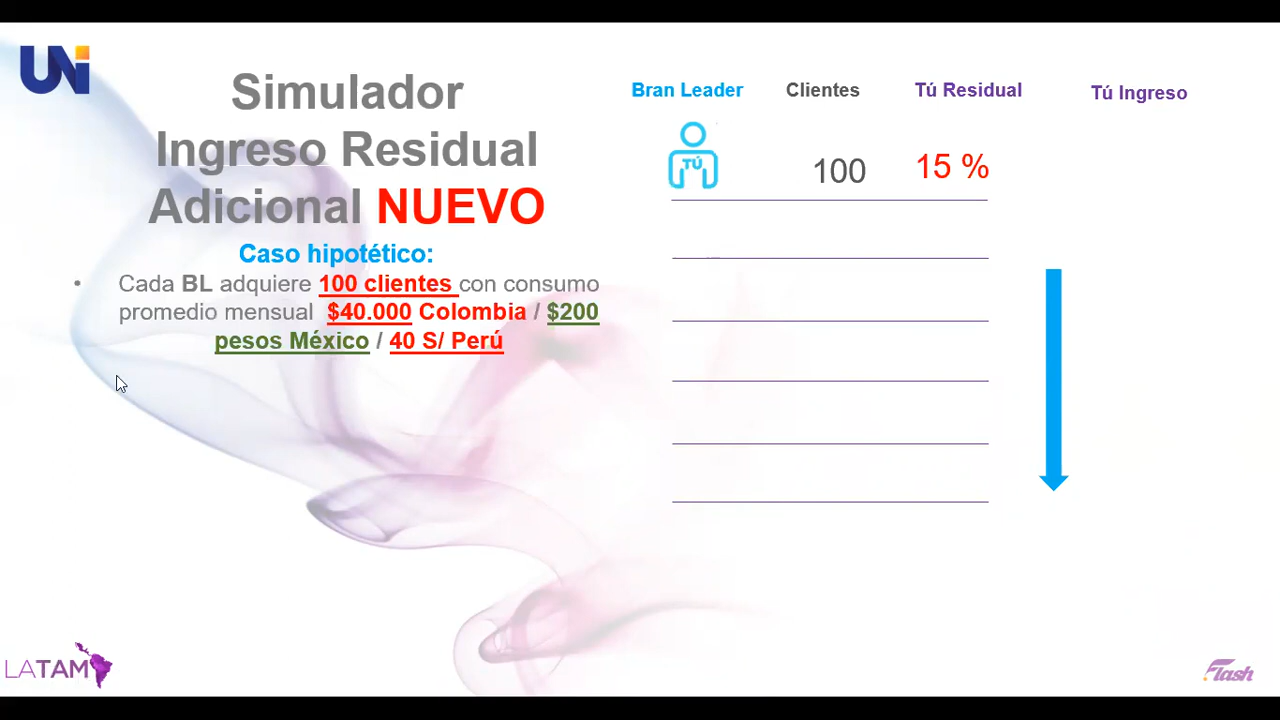 UNi
Simulador
Ingreso Residual
Adicional NUEVO
Caso hipotético:
• Cada BL adquiere 100 clientes con consumo
promedio mensual $40.000 Colombia / $200
pesos México / 40 S/ Perú
Bran Leader Clientes Tú Residual Tú Ingreso
TÚ 100 15 %
LATAM
Flash